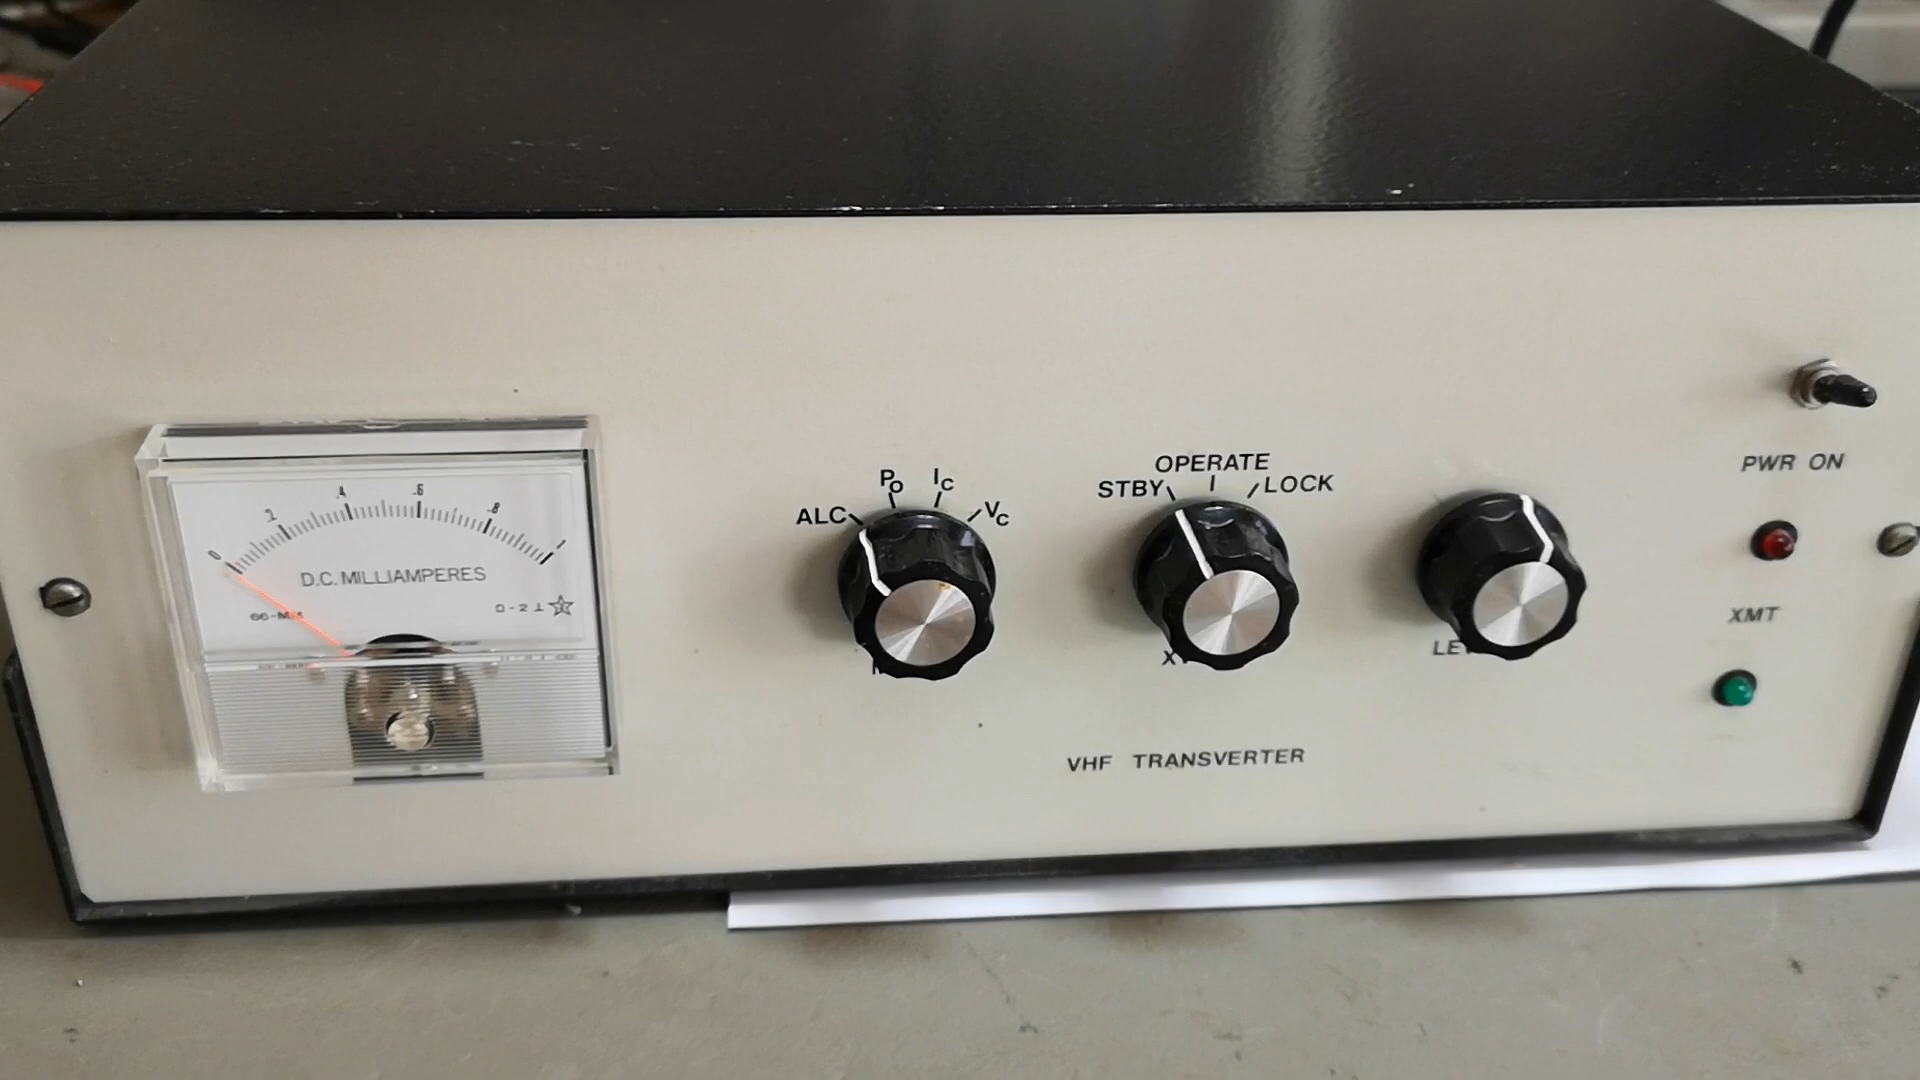 0 .2 .4 .6 .8 1
D.C. MILLIAMPERES
ALC PO IC VC
STBY OPERATE LOCK
VHF TRANSVERTER
PWR ON
XMT